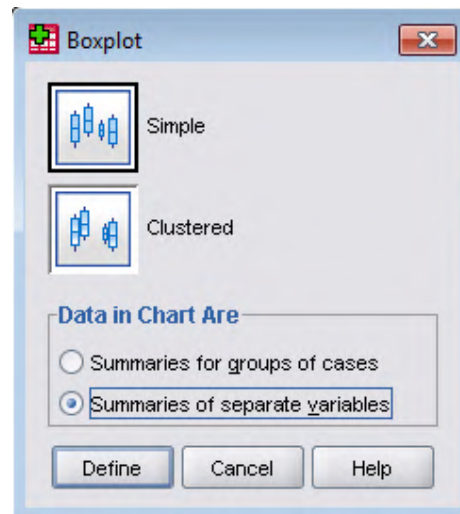 Boxplot
Simple
Clustered
Data in Chart Are
Summaries for groups of cases
Summaries of separate variables
Define
Cancel
Help